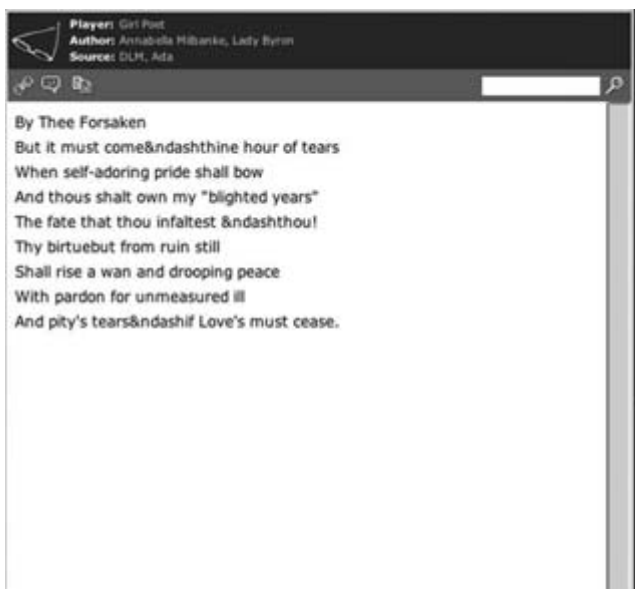 Player: Girl Poet
Author: Annabella Milbanke, Lady Byron
Source: DLM, Ada
By Thee Forsaken
But it must come&ndashthine hour of tears
When self-adoring pride shall bow
And thous shalt own my "blighted years"
The fate that thou infaltest &ndashthou!
Thy birtuebut from ruin still
Shall rise a wan and drooping peace
With pardon for unmeasured ill
And pity's tears&ndashif Love's must cease.